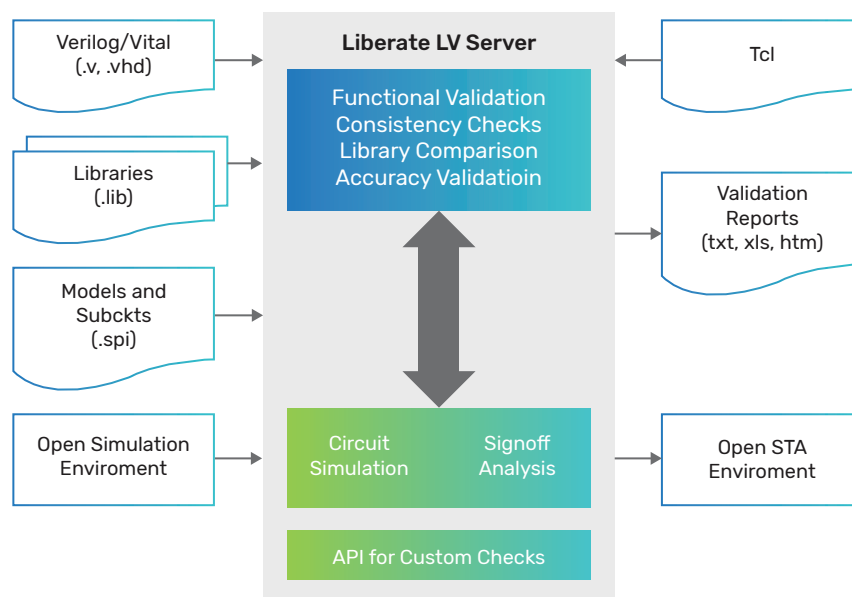 Verilog/Vital
(.v, .vhd)
Libraries
(.lib)
Models and
Subckts
(.spi)
Open Simulation
Enviroment
Liberate LV Server
Functional Validation
Consistency Checks
Library Comparison
Accuracy Validatioin
Circuit
Simulation
Signoff
Analysis
API for Custom Checks
Tcl
Validation
Reports
(txt, xls, htm)
Open STA
Enviroment